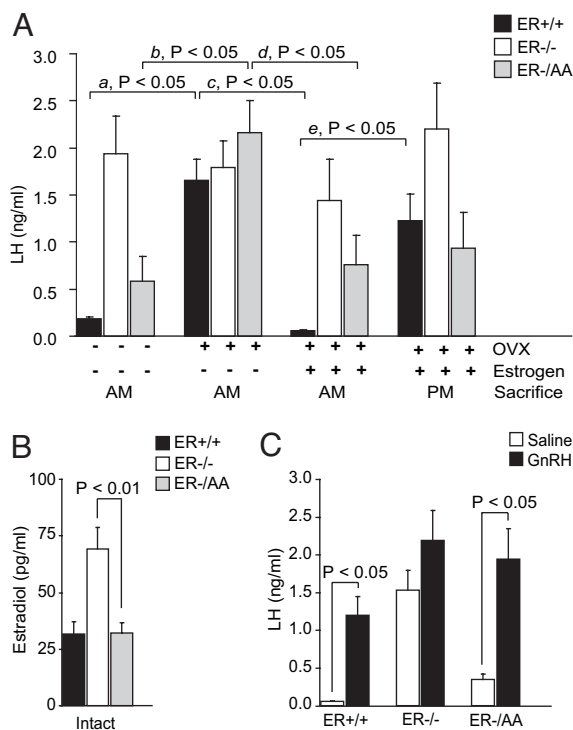 A
ER+/+
ER-/-
ER-/AA
b, P < 0.05 d, P < 0.05
a, P < 0.05 c, P < 0.05
e, P < 0.05
LH (ng/ml)
3.0
2.5
2.0
1.5
1.0
0.5
0.0
- - - + + + + + + + + + OVX
- - - - - - + + + + + + Estrogen
AM AM AM PM Sacrifice
B
ER+/+
ER-/-
ER-/AA
P < 0.01
Estradiol (pg/ml)
100
75
50
25
0
Intact
C
Saline
GnRH
P < 0.05
P < 0.05
LH (ng/ml)
3.0
2.5
2.0
1.5
1.0
0.5
0.0
ER+/+ ER-/- ER-/AA